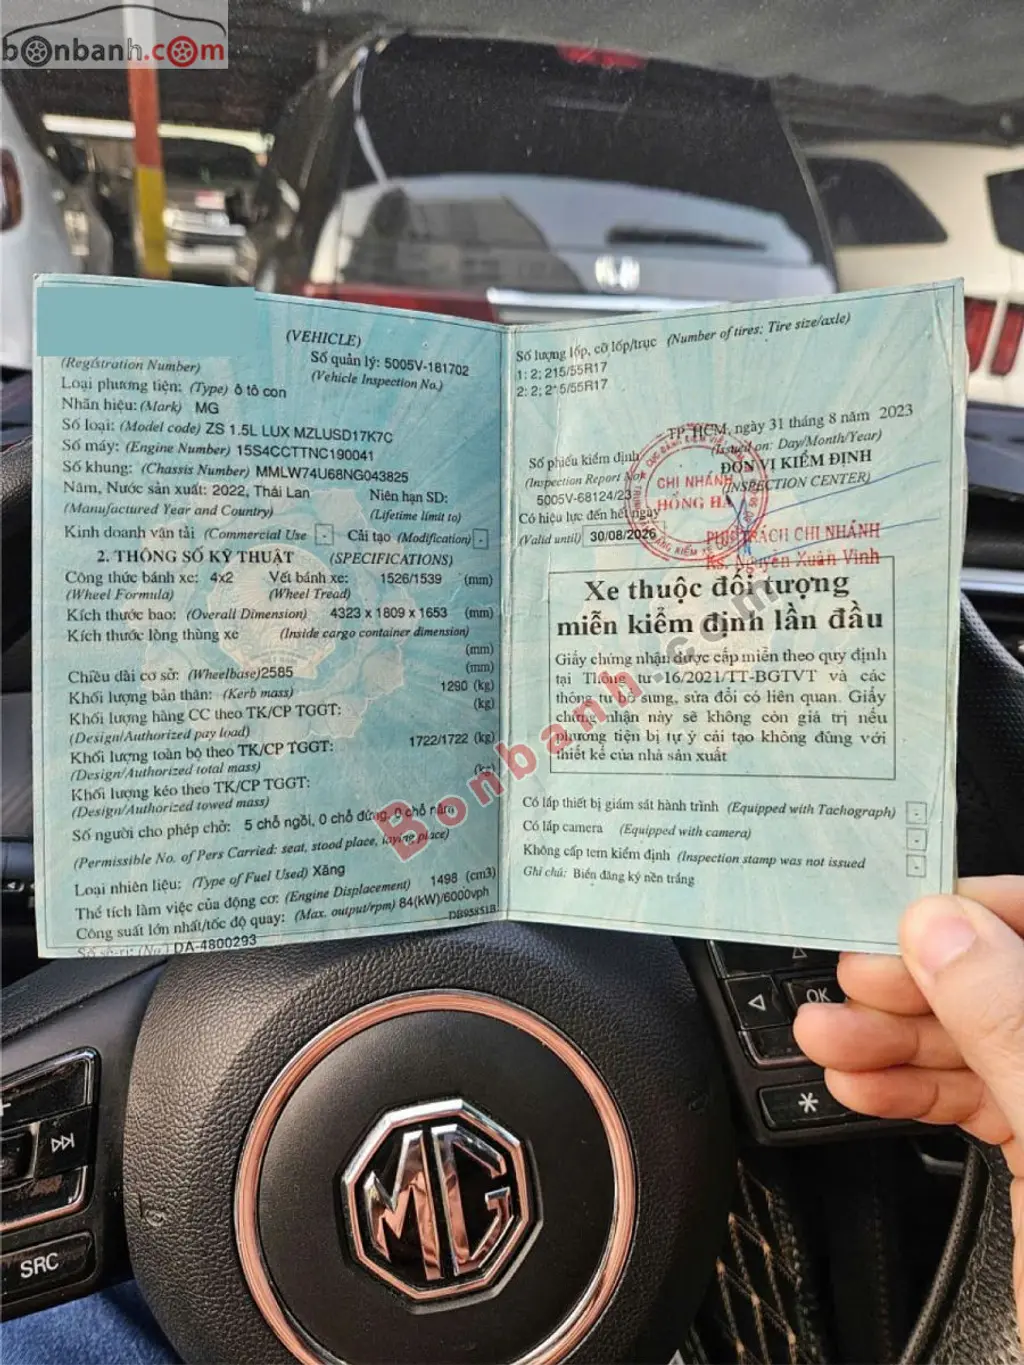 bonbanh.com
(VEHICLE)
(Registration Number)
Số quản lý: 5005V-181702
(Vehicle Inspection No.)
Loại phương tiện: (Type) ô tô con
Nhãn hiệu: (Mark) MG
Số loại: (Model code) ZS 1.5L LUX MZLUSD17K7C
Số máy: (Engine Number) 15S4CCTTNC190041
Số khung: (Chassis Number) MMLW74U68NG043825
Năm, Nước sản xuất: 2022, Thái Lan
Niên hạn SD:
(Manufactured Year and Country)
(Lifetime limit to)
Kinh doanh vận tải (Commercial Use -
Cải tạo (Modification) -
2. THÔNG SỐ KỸ THUẬT (SPECIFICATIONS)
Công thức bánh xe: 4x2 Vết bánh xe: 1526/1539 (mm)
(Wheel Formula) (Wheel Tread)
Kích thước bao: (Overall Dimension) 4323 x 1809 x 1653 (mm)
Kích thước lòng thùng xe (Inside cargo container dimension)
(mm)
Chiều dài cơ sở: (Wheelbase)2585 (mm)
Khối lượng bản thân: (Kerb mass) 1290 (kg)
Khối lượng hàng CC theo TK/CP TGGT: (kg)
(Design/Authorized pay load)
Khối lượng toàn bộ theo TK/CP TGGT: 1722/1722 (kg)
(Design/Authorized total mass)
Khối lượng kéo theo TK/CP TGGT: (kg)
(Design/Authorized towed mass)
Số người cho phép chở: 5 chỗ ngồi, 0 chỗ đứng, 0 chỗ nằm
(Permissible No. of Pers Carried: seat, stood place, laying place)
Loại nhiên liệu: (Type of Fuel Used) Xăng
Thể tích làm việc của động cơ: (Engine Displacement) 1498 (cm3)
Công suất lớn nhất/tốc độ quay: (Max. output/rpm) 84(kW)/6000vph
DB95851B
(No.) DA-4800293
Số lượng lốp, cỡ lốp/trục (Number of tires; Tire size/axle)
1: 2; 215/55R17
2: 2; 215/55R17
TP. HCM, ngày 31 tháng 8 năm 2023
(Issued on: Day/Month/Year)
Số phiếu kiểm định
ĐƠN VỊ KIỂM ĐỊNH
(Inspection Report No)
(INSPECTION CENTER)
5005V-68124/23
CHI NHÁNH
HỒNG HÀ
Có hiệu lực đến hết ngày
(Valid until) 30/08/2026
PHỤ TRÁCH CHI NHÁNH
Ks. Nguyễn Xuân Vinh
Xe thuộc đối tượng
miễn kiểm định lần đầu
Giấy chứng nhận được cấp miễn theo quy định
tại Thông 16/2021/TT-BGTVT và các
thông tư bổ sung, sửa đổi có liên quan. Giấy
chứng nhận này sẽ không còn giá trị nếu
phương tiện bị tự ý cải tạo không đúng với
thiết kế của nhà sản xuất
Có lắp thiết bị giám sát hành trình (Equipped with Tachograph) -
Có lắp camera (Equipped with camera) -
Không cấp tem kiểm định (Inspection stamp was not issued -
Ghi chú: Biển đăng ký nền trắng
Bonbanh.com
OK
*
SRC
MG